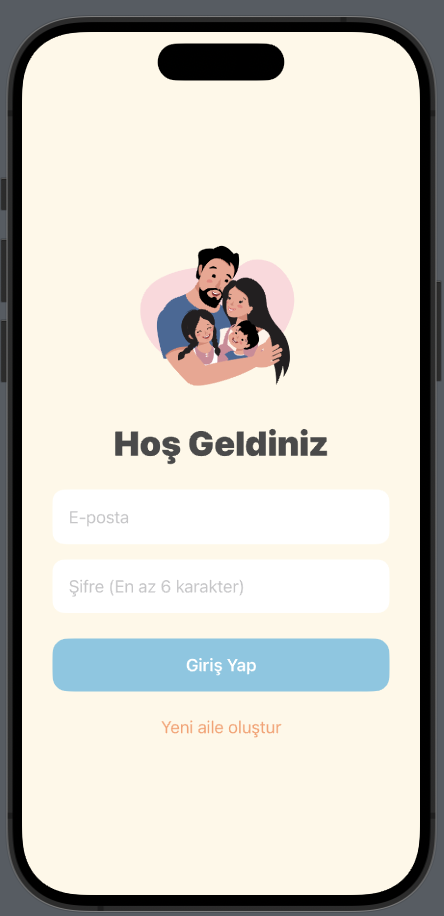 Hoş Geldiniz
E-posta
Şifre (En az 6 karakter)
Giriş Yap
Yeni aile oluştur